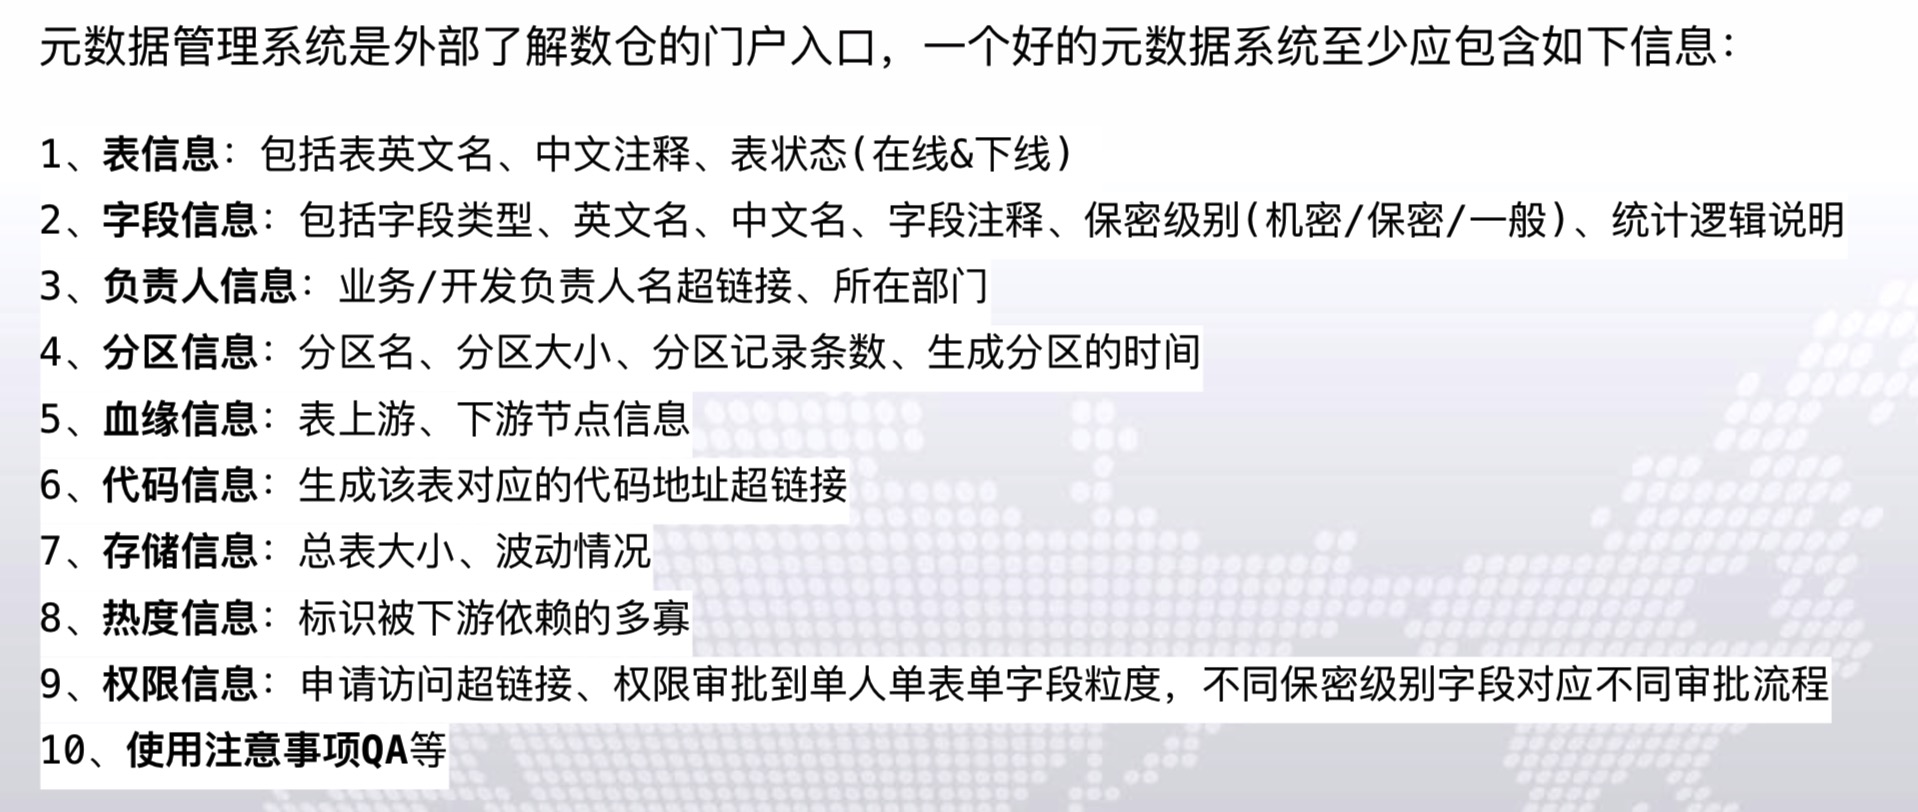 元数据管理系统是外部了解数仓的门户入口，一个好的元数据系统至少应包含如下信息：
1、表信息：包括表英文名、中文注释、表状态(在线&下线)
2、字段信息：包括字段类型、英文名、中文名、字段注释、保密级别(机密/保密/一般)、统计逻辑说明
3、负责人信息：业务/开发负责人名超链接、所在部门
4、分区信息：分区名、分区大小、分区记录条数、生成分区的时间
5、血缘信息：表上游、下游节点信息
6、代码信息：生成该表对应的代码地址超链接
7、存储信息：总表大小、波动情况
8、热度信息：标识被下游依赖的多寡
9、权限信息：申请访问超链接、权限审批到单人单表单字段粒度，不同保密级别字段对应不同审批流程
10、使用注意事项QA等